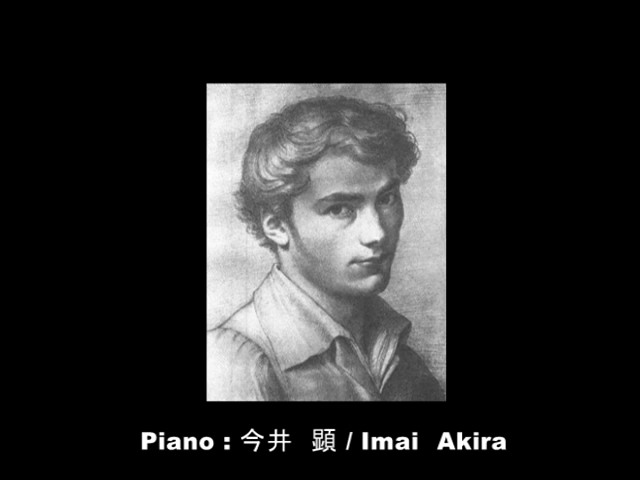 Piano : 今井　顕 / Imai Akira